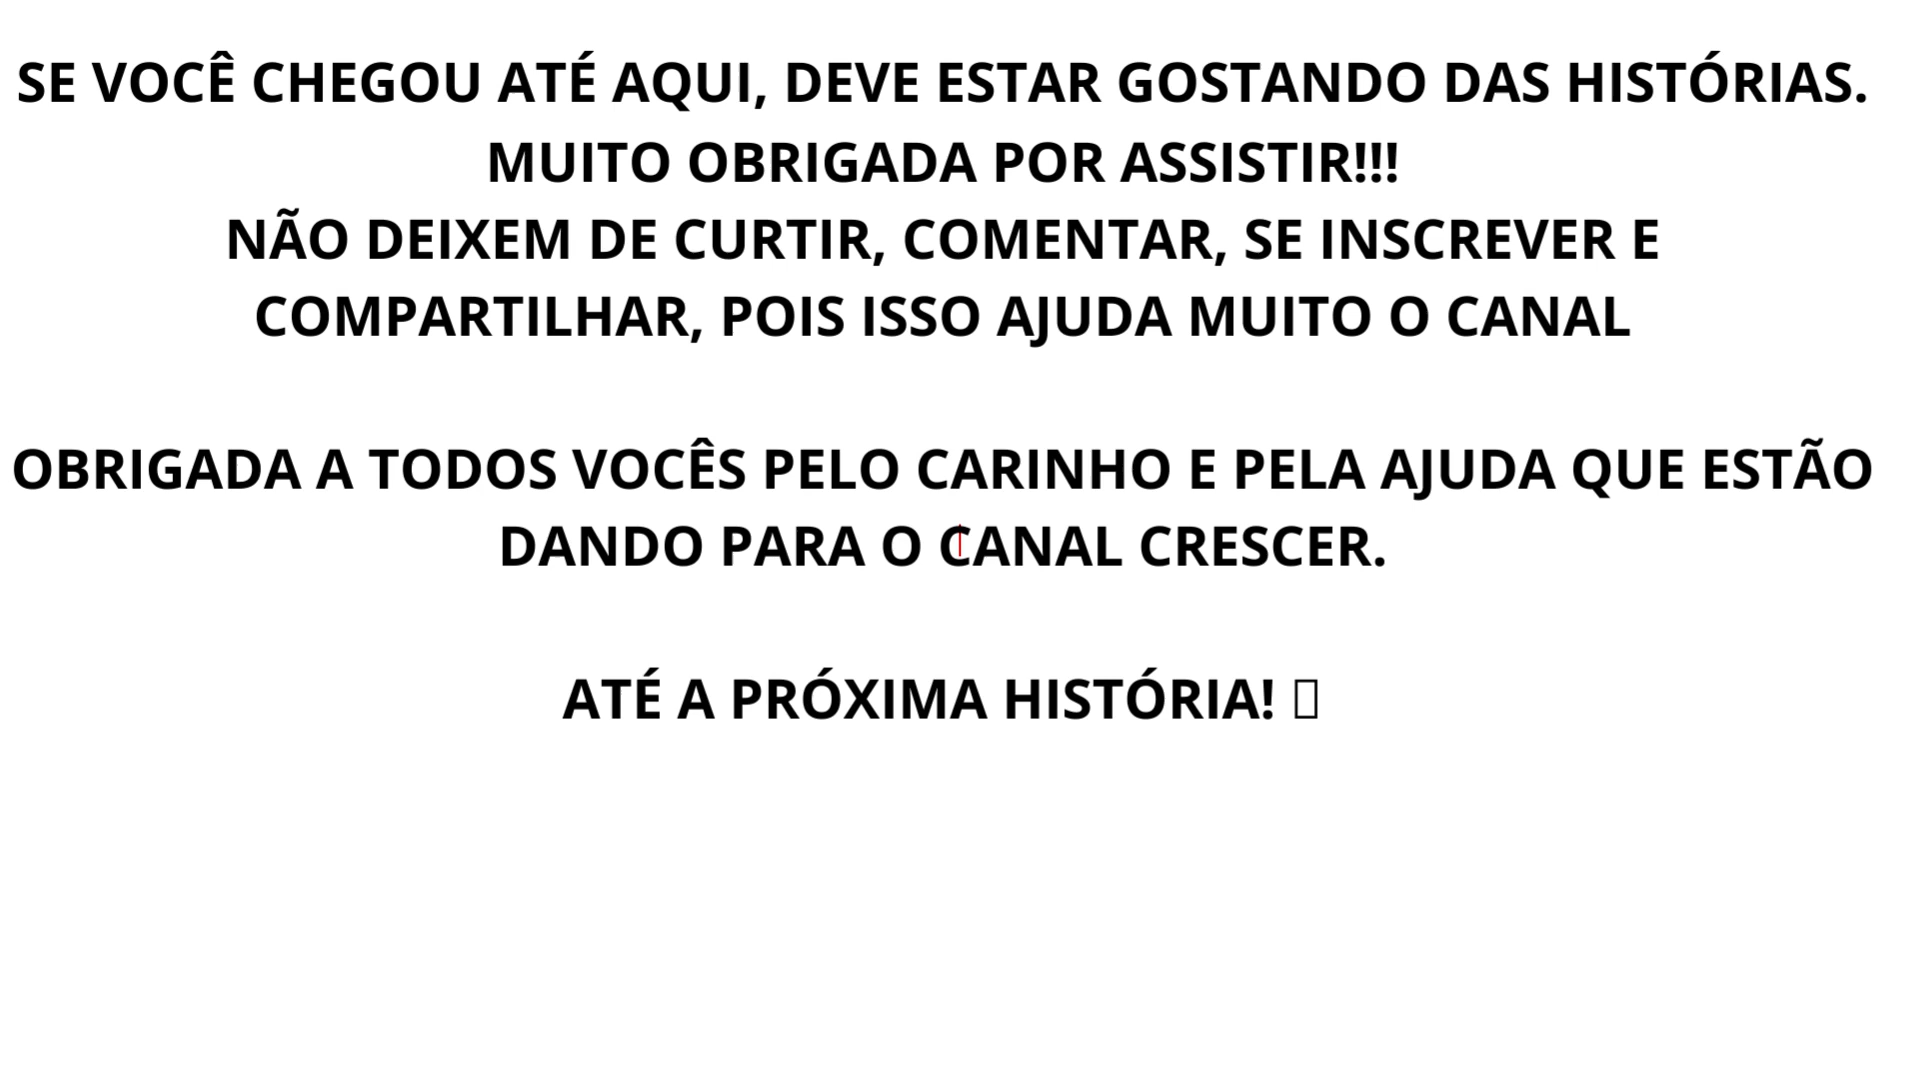 SE VOCÊ CHEGOU ATÉ AQUI, DEVE ESTAR GOSTANDO DAS HISTÓRIAS.
MUITO OBRIGADA POR ASSISTIR!!!
NÃO DEIXEM DE CURTIR, COMENTAR, SE INSCREVER E
COMPARTILHAR, POIS ISSO AJUDA MUITO O CANAL
OBRIGADA A TODOS VOCÊS PELO CARINHO E PELA AJUDA QUE ESTÃO
DANDO PARA O CANAL CRESCER.
ATÉ A PRÓXIMA HISTÓRIA!